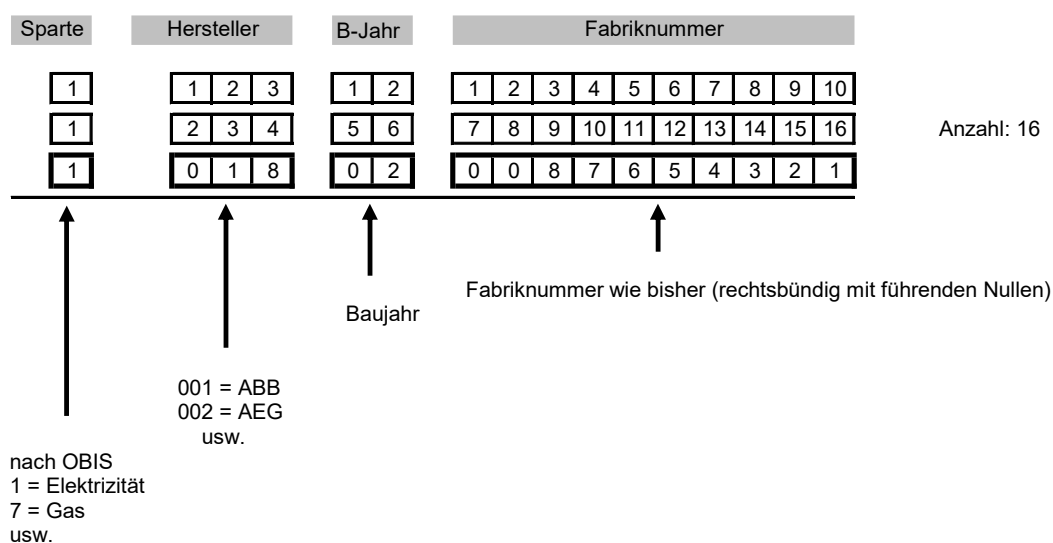 Sparte Hersteller B-Jahr Fabriknummer
1 1 2 3 1 2 1 2 3 4 5 6 7 8 9 10
1 2 3 4 5 6 7 8 9 10 11 12 13 14 15 16 Anzahl: 16
1 0 1 8 0 2 0 0 8 7 6 5 4 3 2 1
Fabriknummer wie bisher (rechtsbündig mit führenden Nullen)
Baujahr
001 = ABB
002 = AEG
usw.
nach OBIS
1 = Elektrizität
7 = Gas
usw.